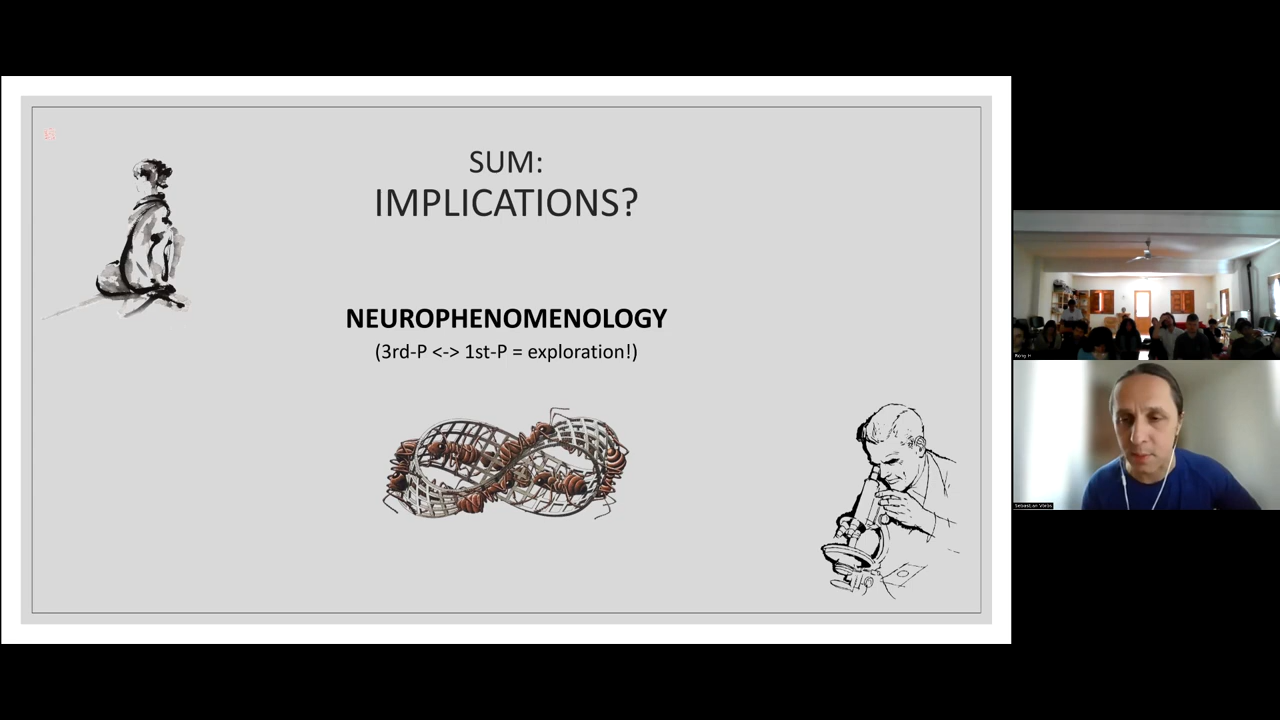 SUM:
IMPLICATIONS?
NEUROPHENOMENOLOGY
(3rd-P <-> 1st-P = exploration!)